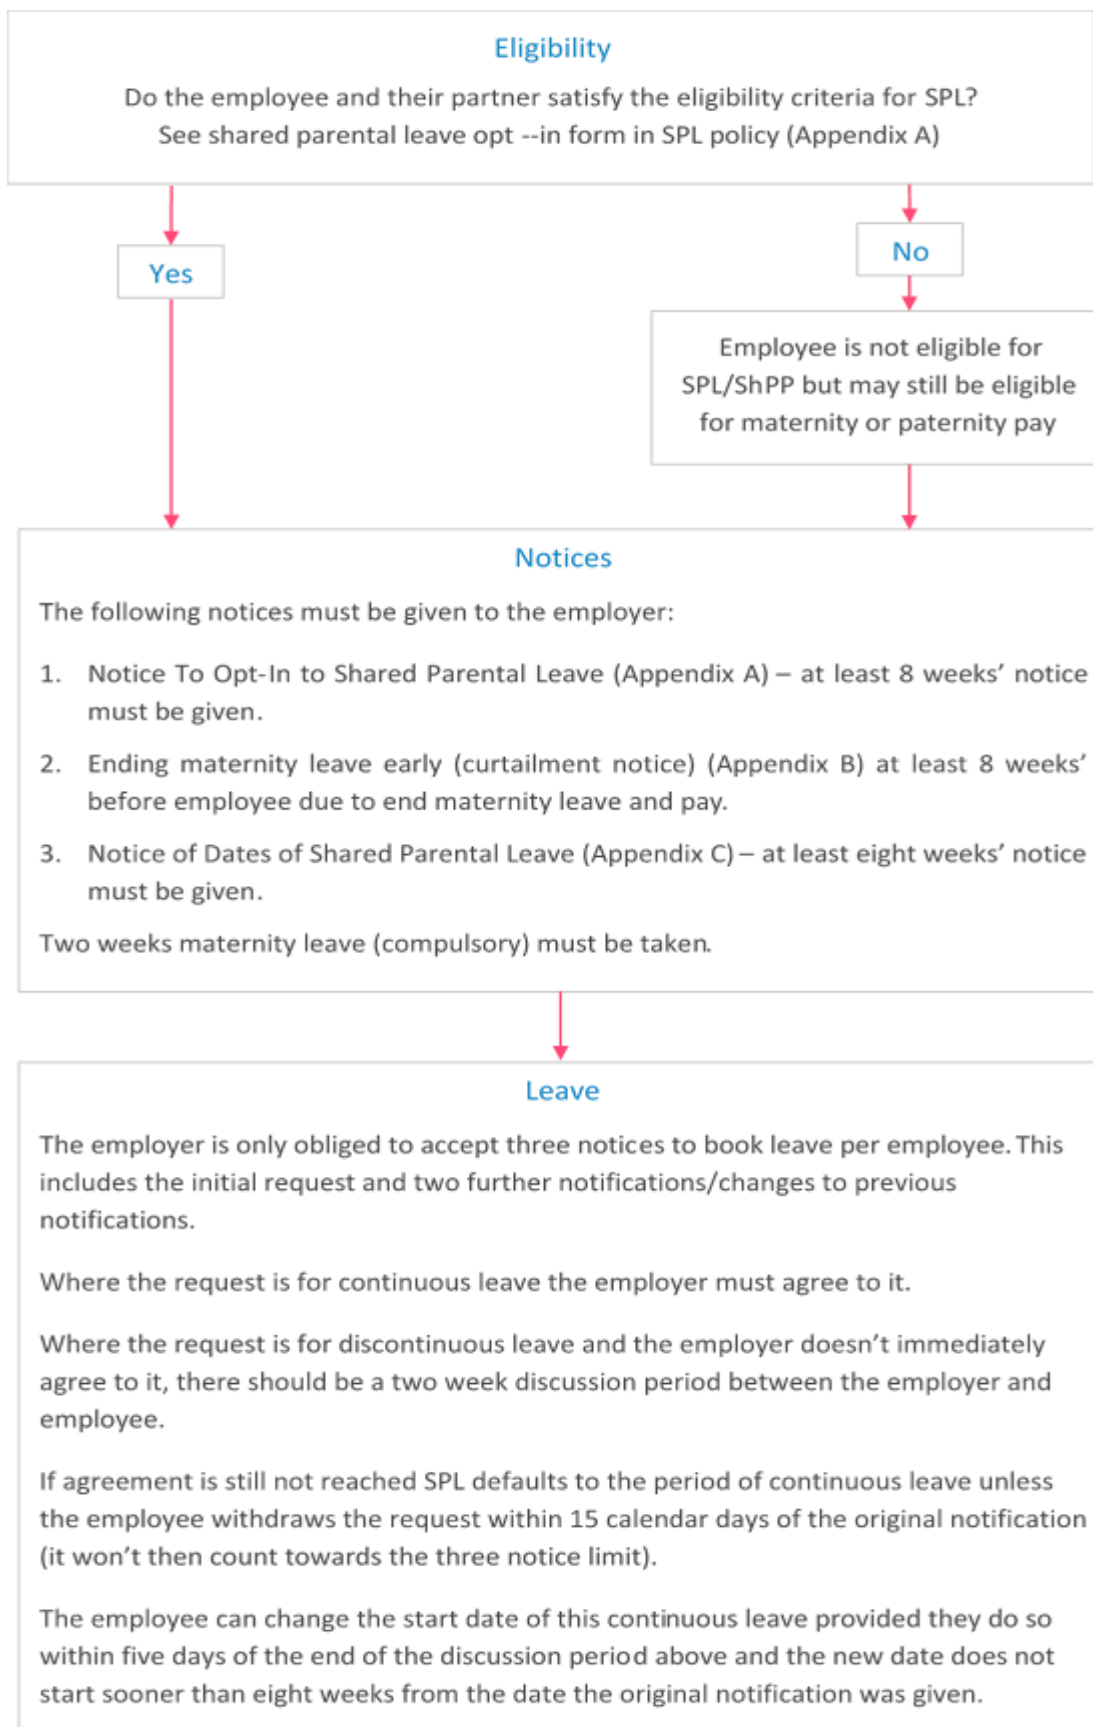 Eligibility
Do the employee and their partner satisfy the eligibility criteria for SPL?
See shared parental leave opt --in form in SPL policy (Appendix A)
Yes
No
Employee is not eligible for
SPL/ShPP but may still be eligible
for maternity or paternity pay
Notices
The following notices must be given to the employer:
1. Notice To Opt-In to Shared Parental Leave (Appendix A) – at least 8 weeks’ notice
must be given.
2. Ending maternity leave early (curtailment notice) (Appendix B) at least 8 weeks’
before employee due to end maternity leave and pay.
3. Notice of Dates of Shared Parental Leave (Appendix C) – at least eight weeks’ notice
must be given.
Two weeks maternity leave (compulsory) must be taken.
Leave
The employer is only obliged to accept three notices to book leave per employee. This
includes the initial request and two further notifications/changes to previous
notifications.
Where the request is for continuous leave the employer must agree to it.
Where the request is for discontinuous leave and the employer doesn’t immediately
agree to it, there should be a two week discussion period between the employer and
employee.
If agreement is still not reached SPL defaults to the period of continuous leave unless
the employee withdraws the request within 15 calendar days of the original notification
(it won’t then count towards the three notice limit).
The employee can change the start date of this continuous leave provided they do so
within five days of the end of the discussion period above and the new date does not
start sooner than eight weeks from the date the original notification was given.